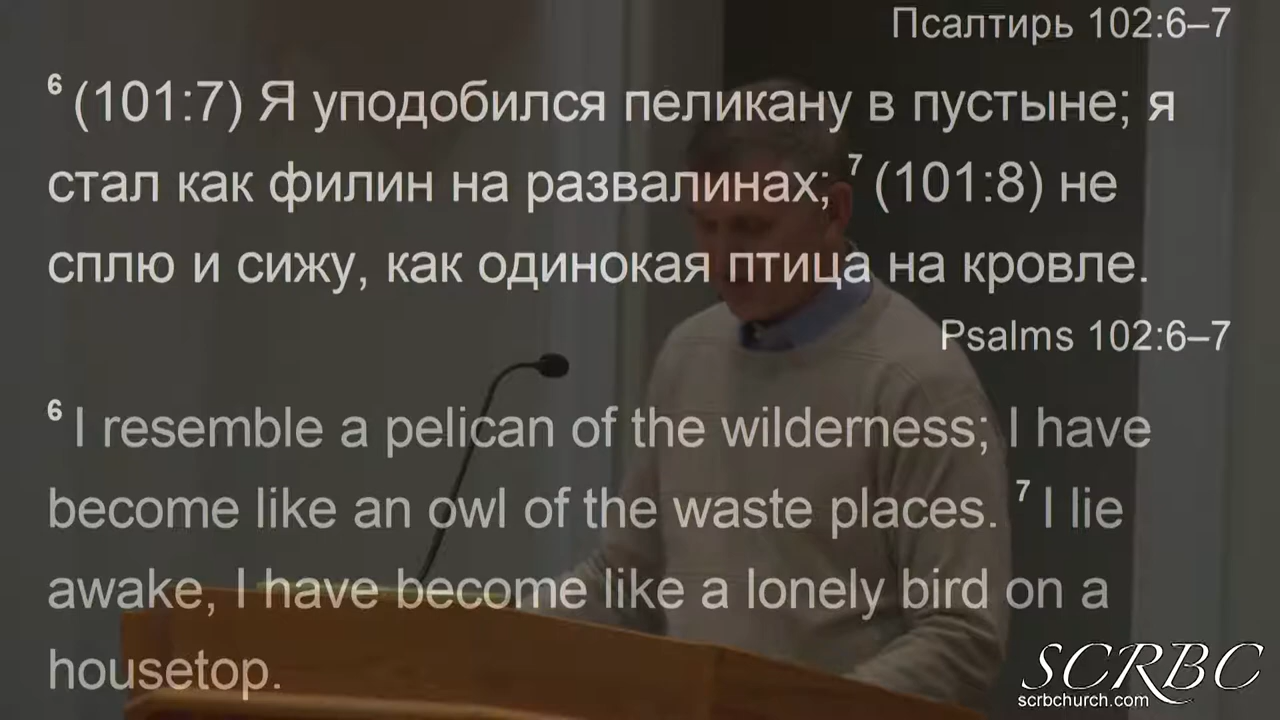 Псалтирь 102:6–7
6 (101:7) Я уподобился пеликану в пустыне; я
стал как филин на развалинах; 7 (101:8) не
сплю и сижу, как одинокая птица на кровле.
Psalms 102:6–7
6 I resemble a pelican of the wilderness; I have
become like an owl of the waste places. 7 I lie
awake, I have become like a lonely bird on a
housetop.
SCRBC
scrbchurch.com